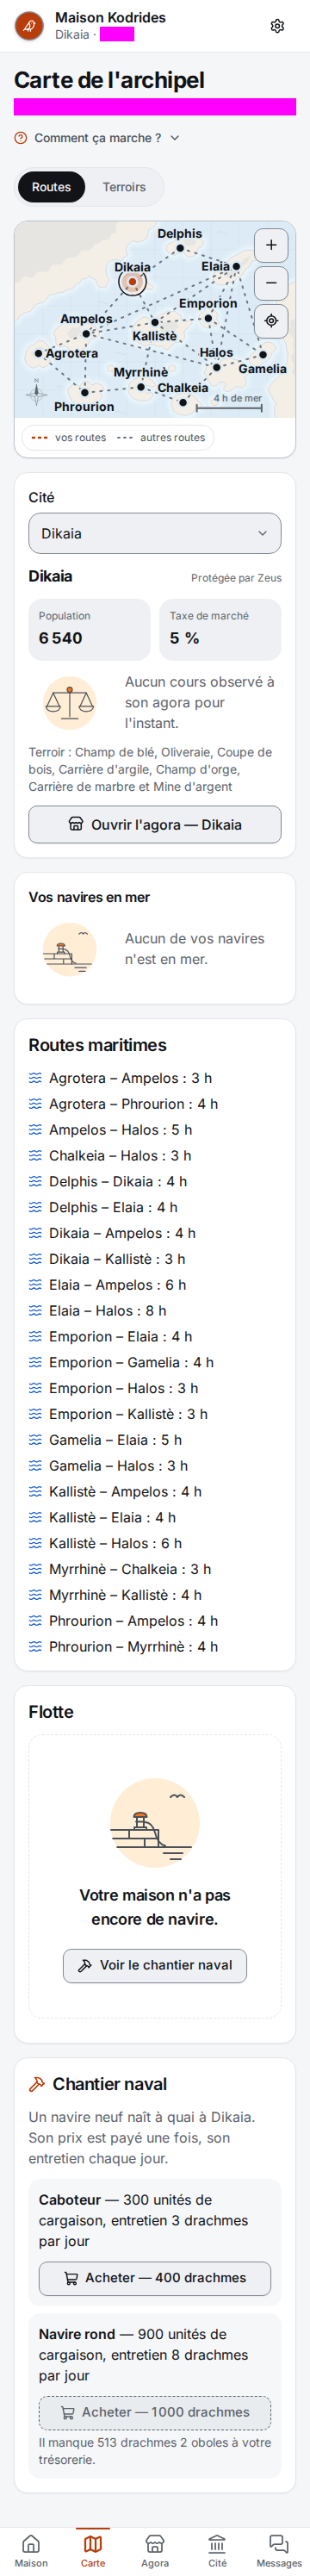 Maison Kodrides
Dikaia ·
Carte de l'archipel
Comment ça marche ?
Routes
Terroirs
Delphis
Dikaia
Elaia
Emporion
Ampelos
Kallistè
Agrotera
Halos
Gamelia
Myrrhinè
Chalkeia
Phrourion
N
4 h de mer
vos routes
autres routes
Cité
Dikaia
Dikaia
Protégée par Zeus
Population
Taxe de marché
6 540
5 %
Aucun cours observé à
son agora pour
l'instant.
Terroir : Champ de blé, Oliveraie, Coupe de
bois, Carrière d'argile, Champ d'orge,
Carrière de marbre et Mine d'argent
Ouvrir l'agora — Dikaia
Vos navires en mer
Aucun de vos navires
n'est en mer.
Routes maritimes
Agrotera – Ampelos : 3 h
Agrotera – Phrourion : 4 h
Ampelos – Halos : 5 h
Chalkeia – Halos : 3 h
Delphis – Dikaia : 4 h
Delphis – Elaia : 4 h
Dikaia – Ampelos : 4 h
Dikaia – Kallistè : 3 h
Elaia – Ampelos : 6 h
Elaia – Halos : 8 h
Emporion – Elaia : 4 h
Emporion – Gamelia : 4 h
Emporion – Halos : 3 h
Emporion – Kallistè : 3 h
Gamelia – Elaia : 5 h
Gamelia – Halos : 3 h
Kallistè – Ampelos : 4 h
Kallistè – Elaia : 4 h
Kallistè – Halos : 6 h
Myrrhinè – Chalkeia : 3 h
Myrrhinè – Kallistè : 4 h
Phrourion – Ampelos : 4 h
Phrourion – Myrrhinè : 4 h
Flotte
Votre maison n'a pas
encore de navire.
Voir le chantier naval
Chantier naval
Un navire neuf naît à quai à Dikaia.
Son prix est payé une fois, son
entretien chaque jour.
Caboteur — 300 unités de
cargaison, entretien 3 drachmes
par jour
Acheter — 400 drachmes
Navire rond — 900 unités de
cargaison, entretien 8 drachmes
par jour
Acheter — 1000 drachmes
Il manque 513 drachmes 2 oboles à votre
trésorerie.
Maison
Carte
Agora
Cité
Messages